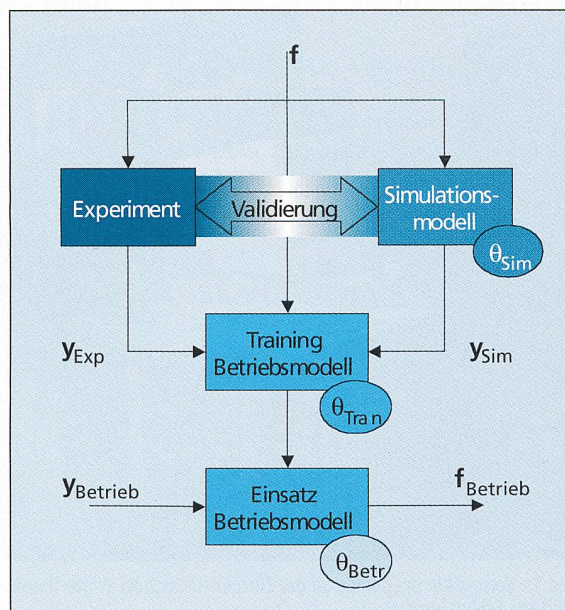 f
Experiment
Validierung
Simulations-
modell
θSim
yExp
Training
Betriebsmodell
ySim
θTran
yBetrieb
Einsatz
Betriebsmodell
fBetrieb
θBetr